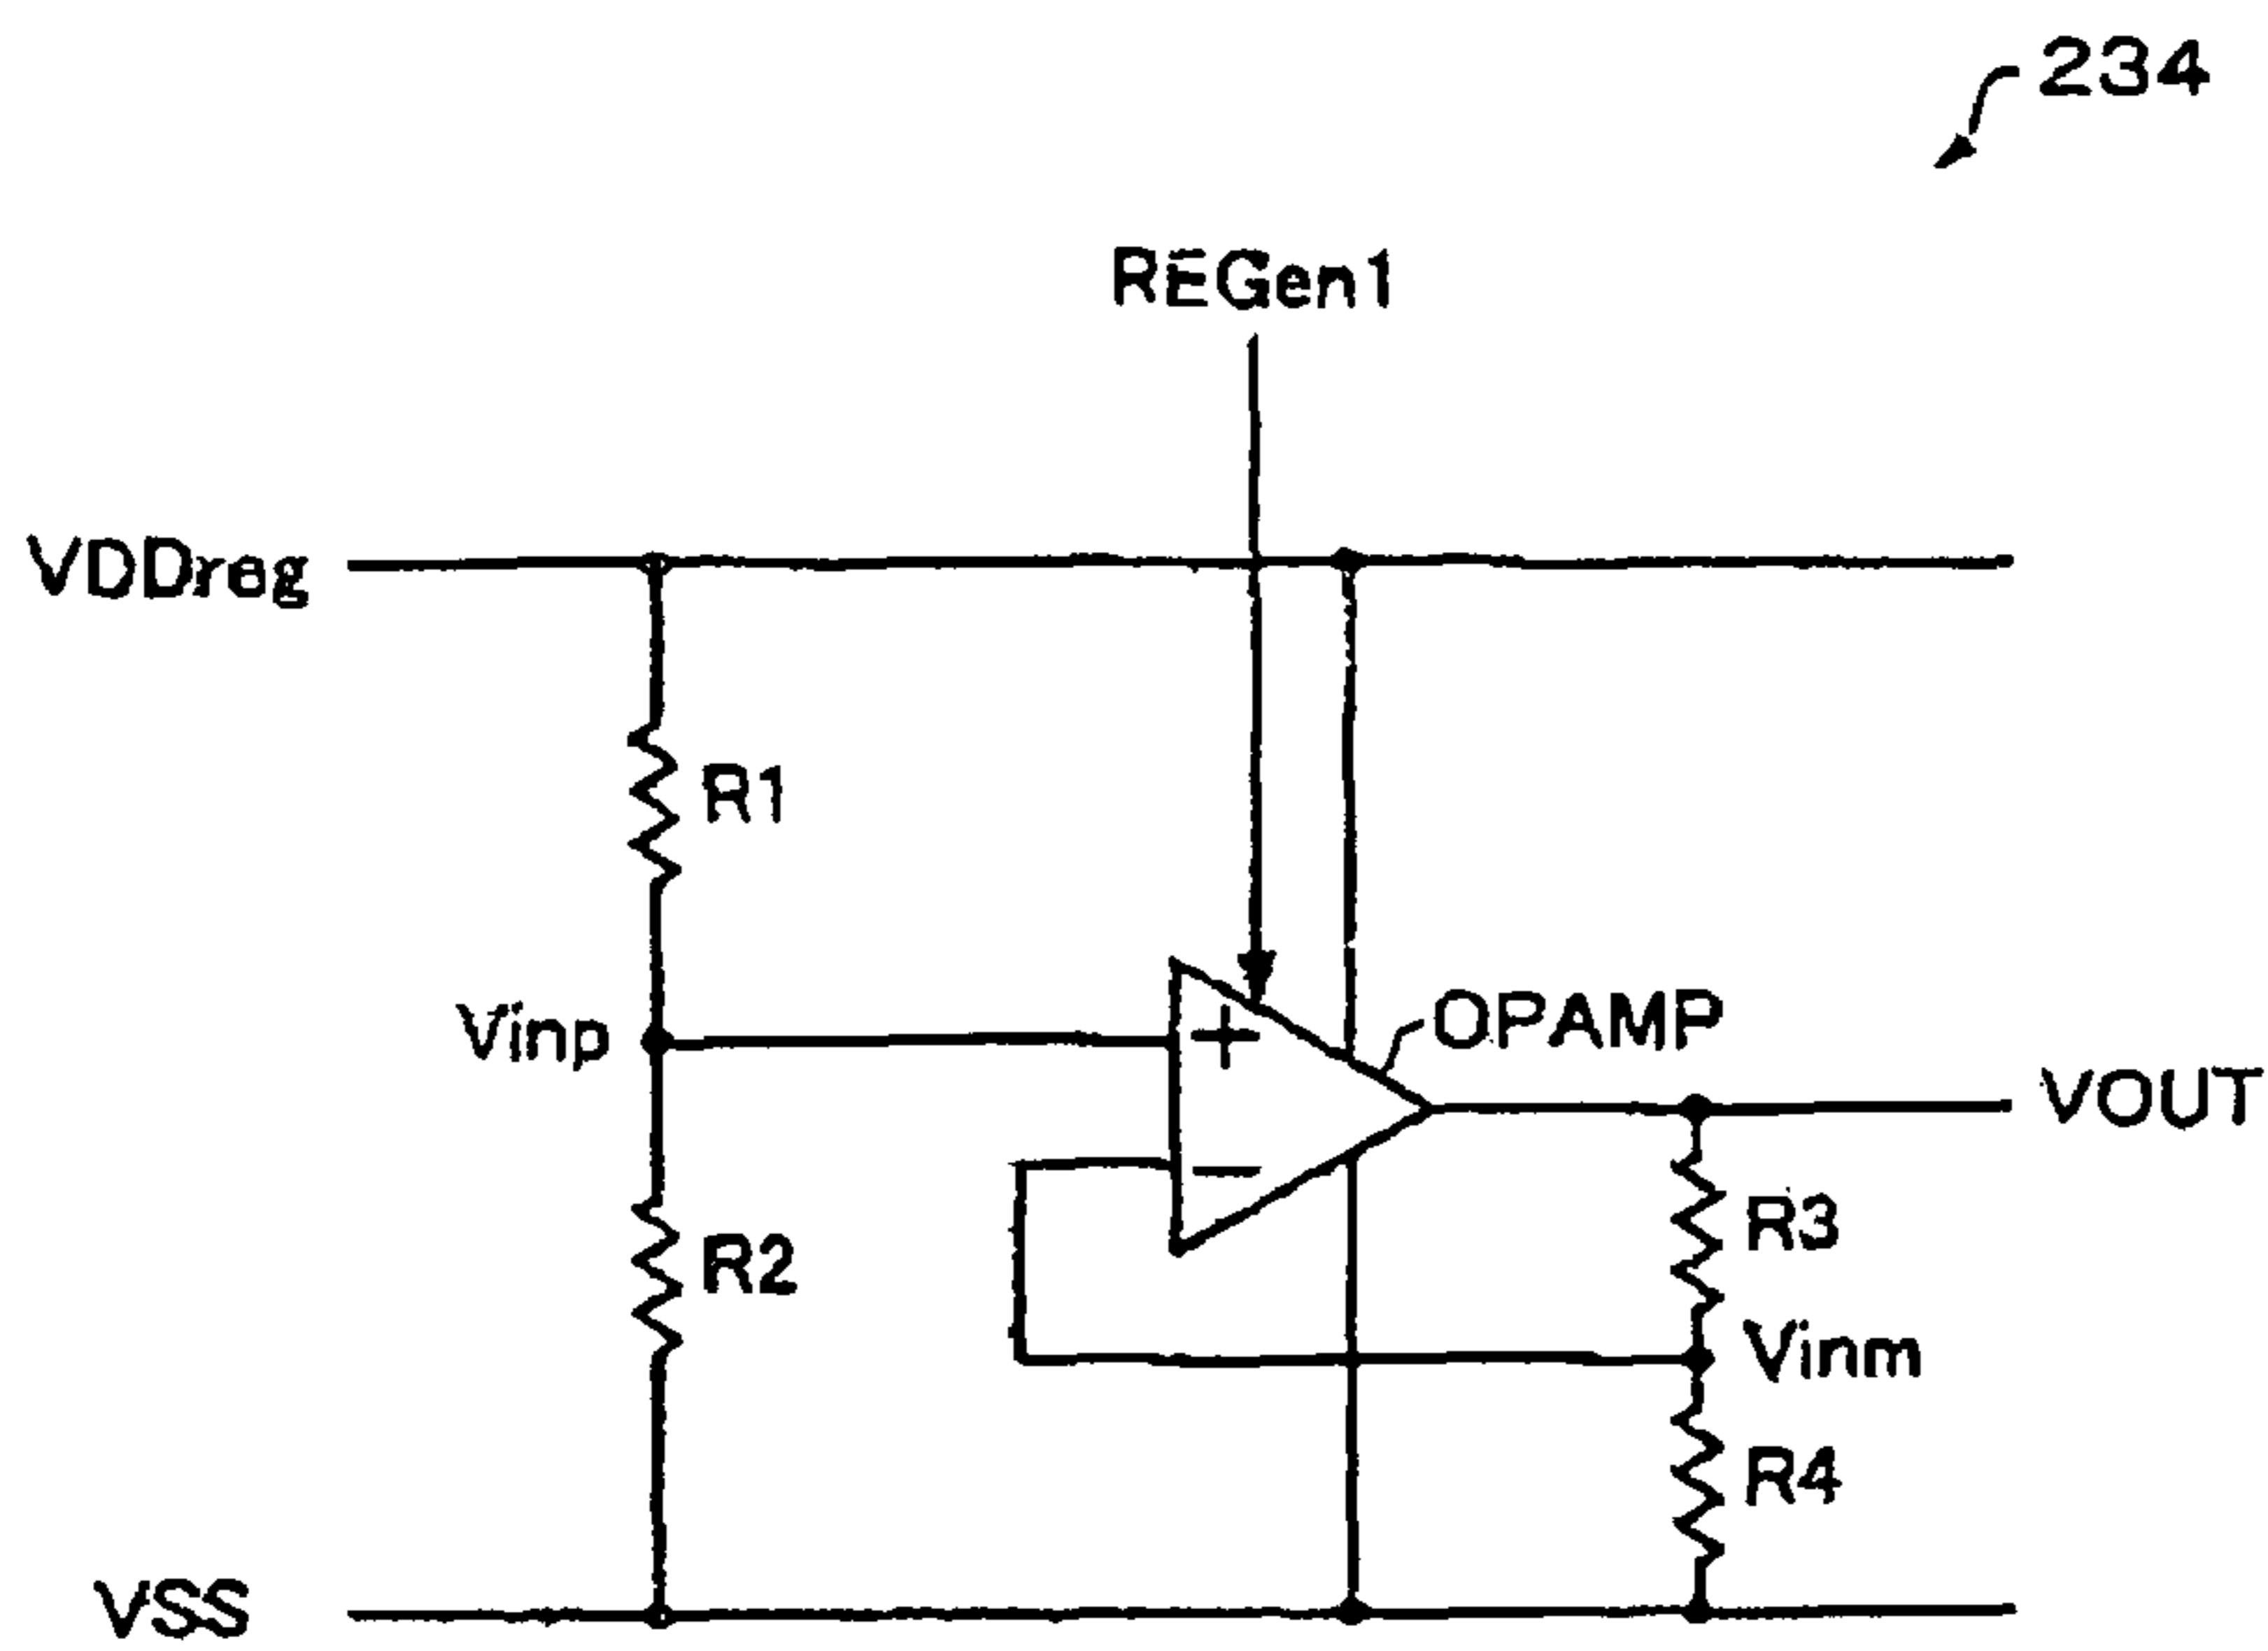 234
REGen1
VDDreg
R1
Vinp
+
OPAMP
VOUT
−
R3
R2
Vinm
R4
VSS